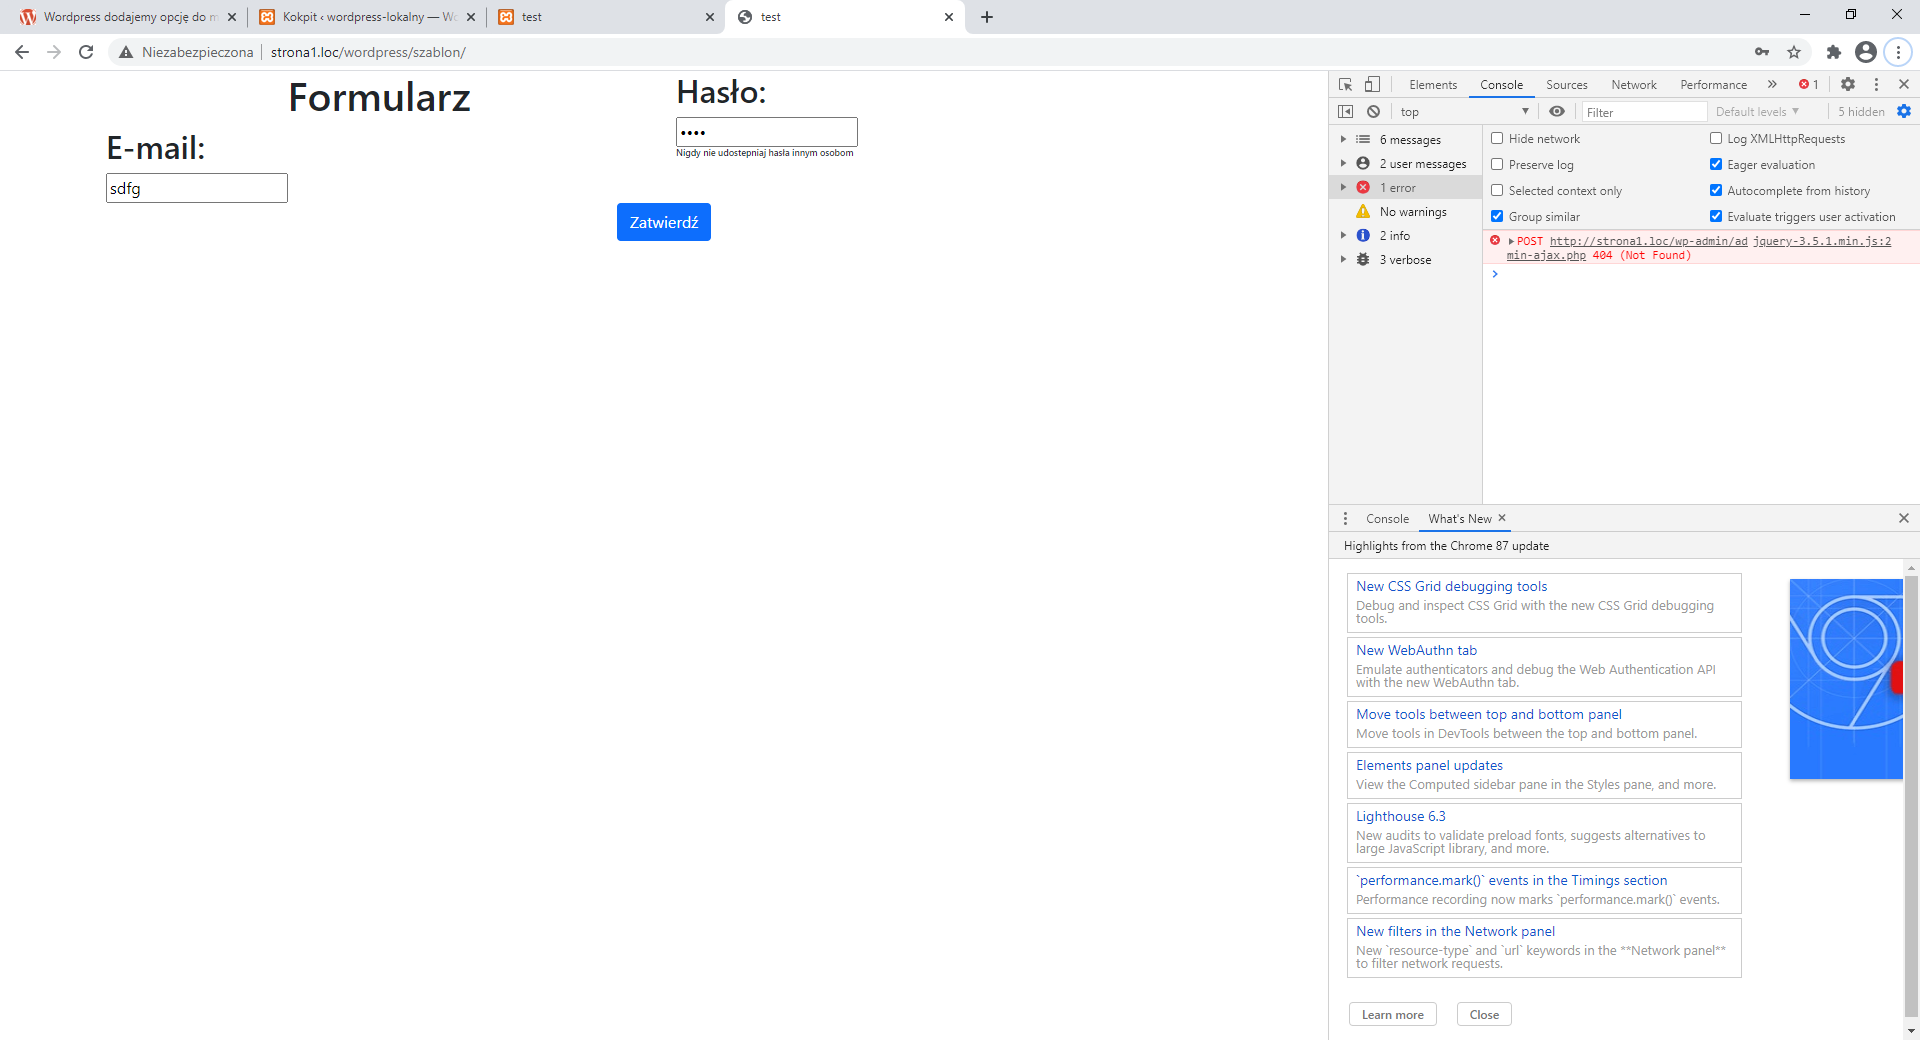 Wordpress dodajemy opcję do m
Kokpit ‹ wordpress-lokalny — Wo
test
test
Niezabezpieczona
strona1.loc/wordpress/szablon/
Formularz
E-mail:
sdfg
Hasło:
••••
Nigdy nie udostepniaj hasła innym osobom
Zatwierdź
Elements
Console
Sources
Network
Performance
1
top
Filter
Default levels
5 hidden
6 messages
2 user messages
1 error
No warnings
2 info
3 verbose
Hide network
Log XMLHttpRequests
Preserve log
Eager evaluation
Selected context only
Autocomplete from history
Group similar
Evaluate triggers user activation
POST http://strona1.loc/wp-admin/ad jquery-3.5.1.min.js:2
min-ajax.php 404 (Not Found)
Console
What's New
Highlights from the Chrome 87 update
New CSS Grid debugging tools
Debug and inspect CSS Grid with the new CSS Grid debugging
tools.
New WebAuthn tab
Emulate authenticators and debug the Web Authentication API
with the new WebAuthn tab.
Move tools between top and bottom panel
Move tools in DevTools between the top and bottom panel.
Elements panel updates
View the Computed sidebar pane in the Styles pane, and more.
Lighthouse 6.3
New audits to validate preload fonts, suggests alternatives to
large JavaScript library, and more.
`performance.mark()` events in the Timings section
Performance recording now marks `performance.mark()` events.
New filters in the Network panel
New `resource-type` and `url` keywords in the **Network panel**
to filter network requests.
Learn more
Close